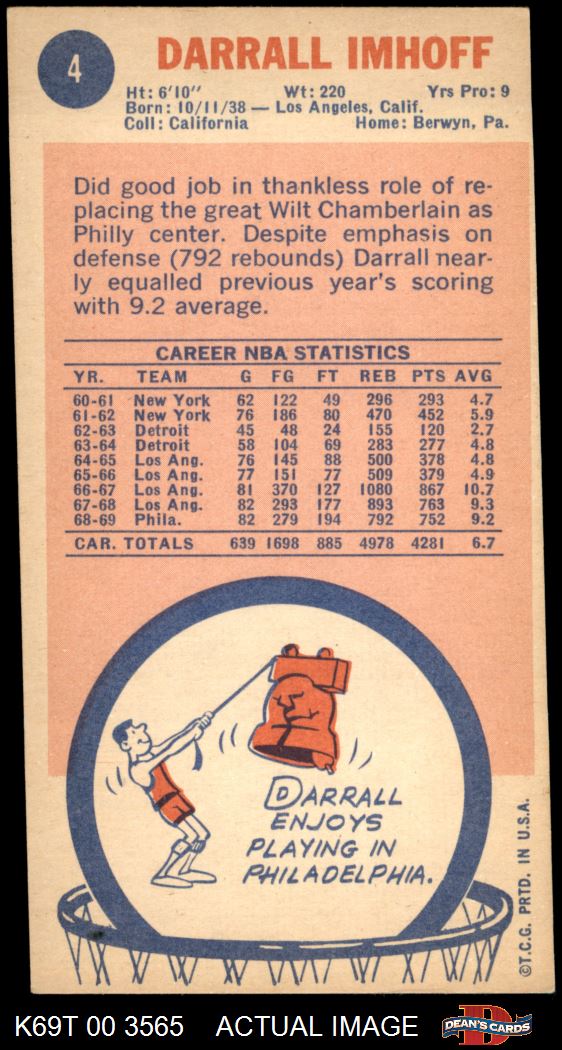 4
DARRALL IMHOFF
Ht: 6'10" Wt: 220 Yrs Pro: 9
Born: 10/11/38 — Los Angeles, Calif.
Coll: California Home: Berwyn, Pa.
Did good job in thankless role of re-
placing the great Wilt Chamberlain as
Philly center. Despite emphasis on
defense (792 rebounds) Darrall near-
ly equalled previous year's scoring
with 9.2 average.
CAREER NBA STATISTICS
YR. TEAM G FG FT REB PTS AVG
60-61 New York 62 122 49 296 293 4.7
61-62 New York 76 186 80 470 452 5.9
62-63 Detroit 45 48 24 155 120 2.7
63-64 Detroit 58 104 69 283 277 4.8
64-65 Los Ang. 76 145 88 500 378 4.8
65-66 Los Ang. 77 151 77 509 379 4.9
66-67 Los Ang. 81 370 127 1080 867 10.7
67-68 Los Ang. 82 293 177 893 763 9.3
68-69 Phila. 82 279 194 792 752 9.2
CAR. TOTALS 639 1698 885 4978 4281 6.7
DARRALL
ENJOYS
PLAYING IN
PHILADELPHIA.
©T.C.G. PRTD. IN U.S.A.
K69T 00 3565 ACTUAL IMAGE
D
DEAN'S CARDS